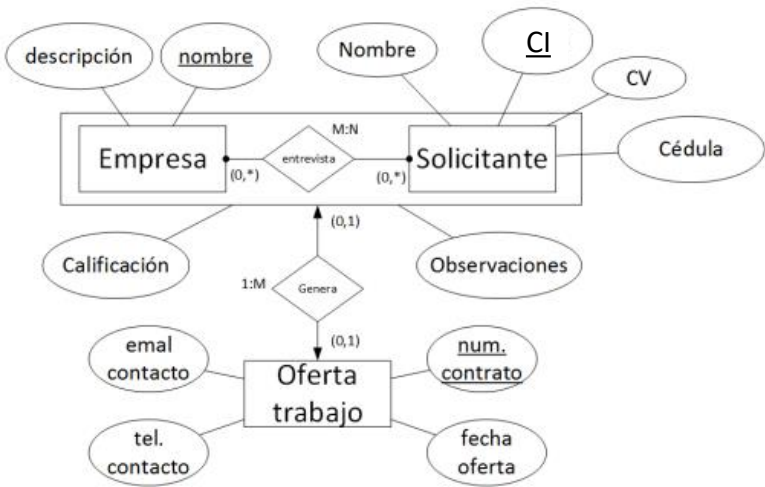 descripción
nombre
Nombre
CI
CV
Cédula
M:N
Empresa
entrevista
Solicitante
(0,*)
(0,*)
Calificación
(0,1)
Observaciones
1:M
Genera
(0,1)
emal
contacto
Oferta
trabajo
num.
contrato
tel.
contacto
fecha
oferta